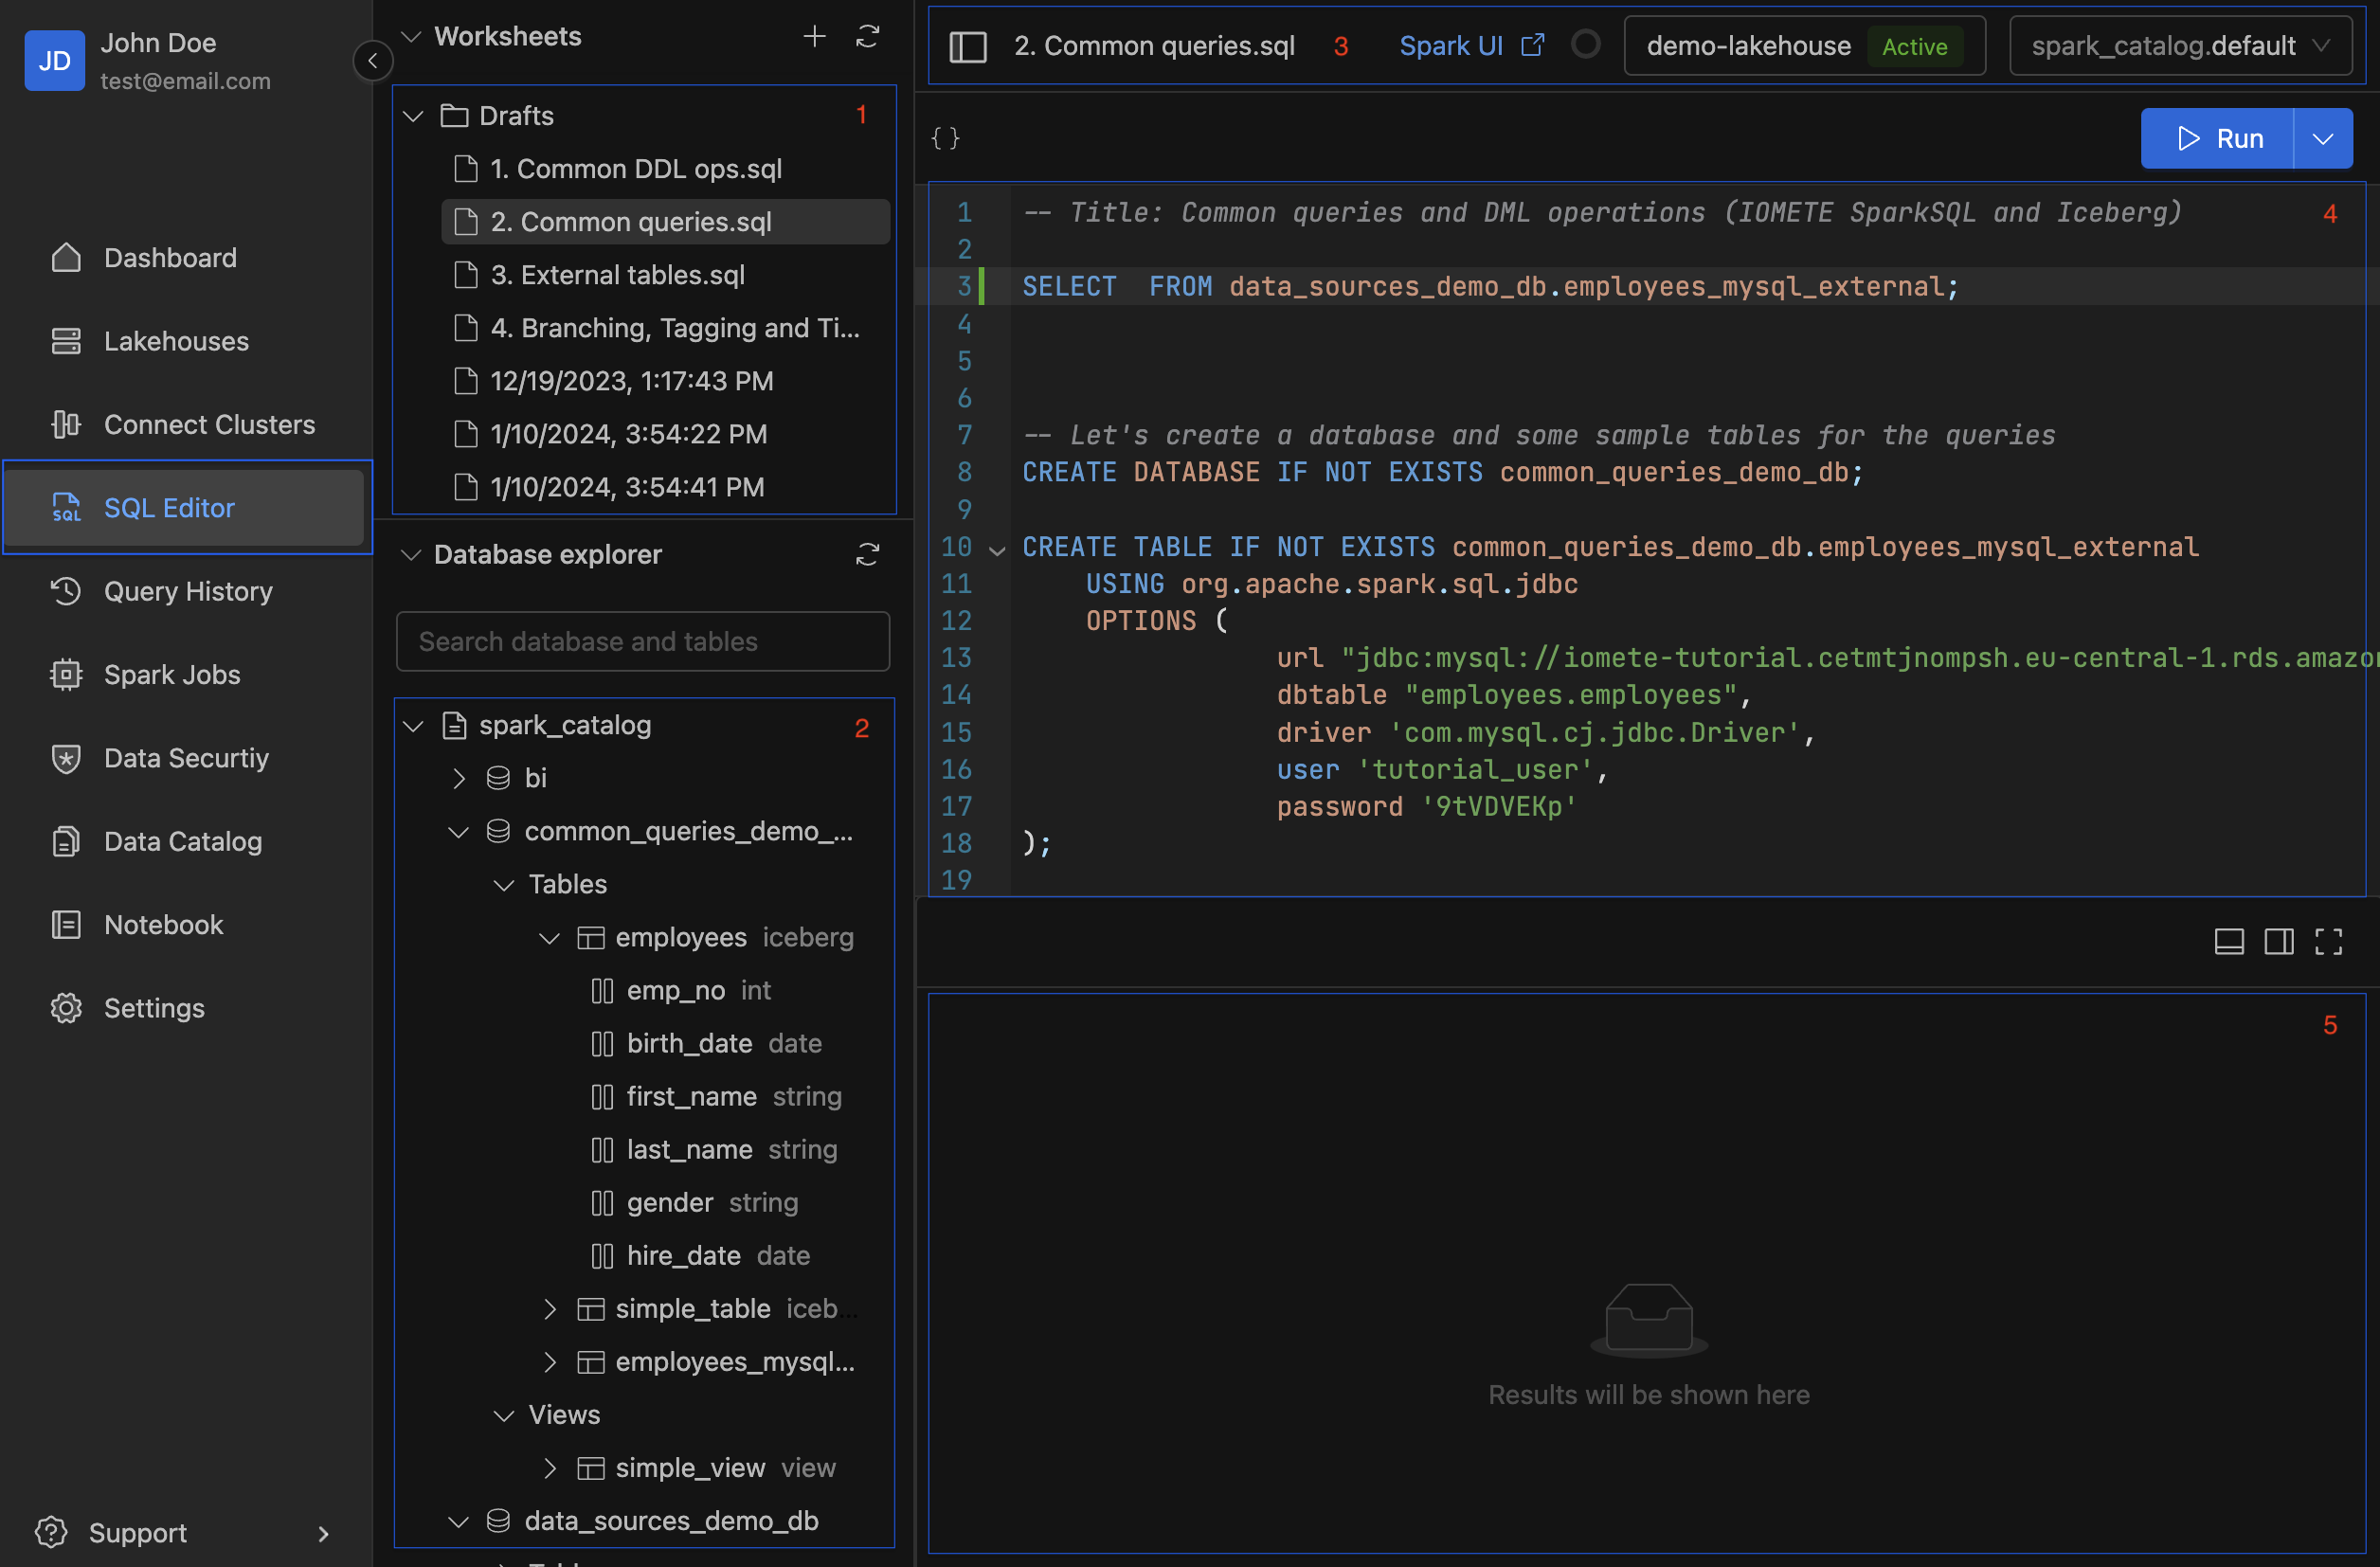 JD
John Doe
test@email.com
Dashboard
Lakehouses
Connect Clusters
SQL Editor
Query History
Spark Jobs
Data Securtiy
Data Catalog
Notebook
Settings
Support
Worksheets
Drafts 1
1. Common DDL ops.sql
2. Common queries.sql
3. External tables.sql
4. Branching, Tagging and Ti...
12/19/2023, 1:17:43 PM
1/10/2024, 3:54:22 PM
1/10/2024, 3:54:41 PM
Database explorer
Search database and tables
spark_catalog 2
bi
common_queries_demo_...
Tables
employees iceberg
emp_no int
birth_date date
first_name string
last_name string
gender string
hire_date date
simple_table iceb...
employees_mysql...
Views
simple_view view
data_sources_demo_db
2. Common queries.sql 3 Spark UI demo-lakehouse Active spark_catalog.default
{ } Run
1 -- Title: Common queries and DML operations (IOMETE SparkSQL and Iceberg) 4
2
3 SELECT  FROM data_sources_demo_db.employees_mysql_external;
4
5
6
7 -- Let's create a database and some sample tables for the queries
8 CREATE DATABASE IF NOT EXISTS common_queries_demo_db;
9
10 CREATE TABLE IF NOT EXISTS common_queries_demo_db.employees_mysql_external
11 USING org.apache.spark.sql.jdbc
12 OPTIONS (
13 url "jdbc:mysql://iomete-tutorial.cetmtjnompsh.eu-central-1.rds.amazo
14 dbtable "employees.employees",
15 driver 'com.mysql.cj.jdbc.Driver',
16 user 'tutorial_user',
17 password '9tVDVEKp'
18 );
19
5
Results will be shown here